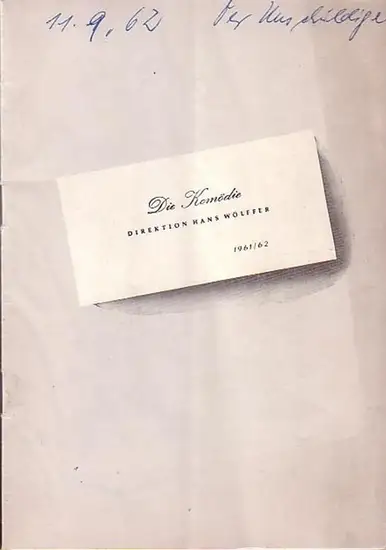 11.9.62 Der Unschuldige
Die Komödie
DIREKTION HANS WÖLFFER
1961/62